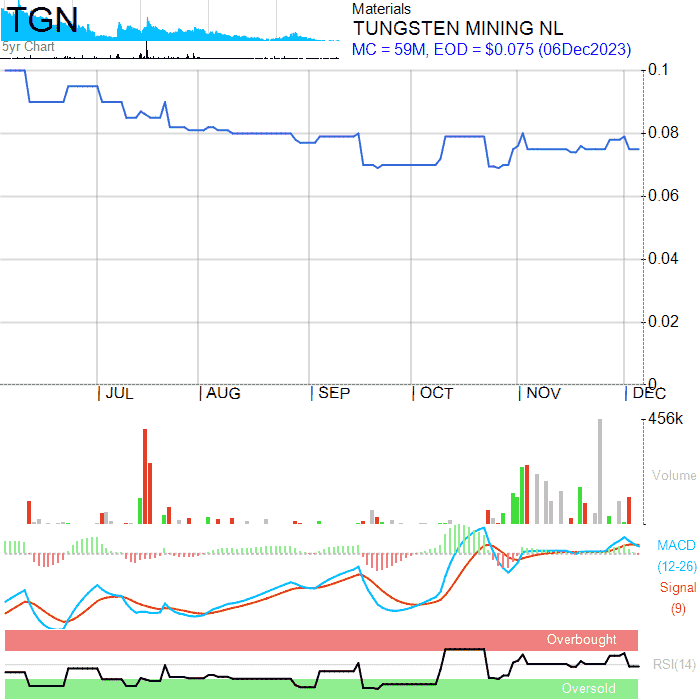 TGN
5yr Chart
Materials
TUNGSTEN MINING NL
MC = 59M, EOD = $0.075 (06Dec2023)
0.1
0.08
0.06
0.04
0.02
0
JUL AUG SEP OCT NOV DEC
456k
Volume
MACD
(12-26)
Signal
(9)
Overbought
RSI(14)
Oversold